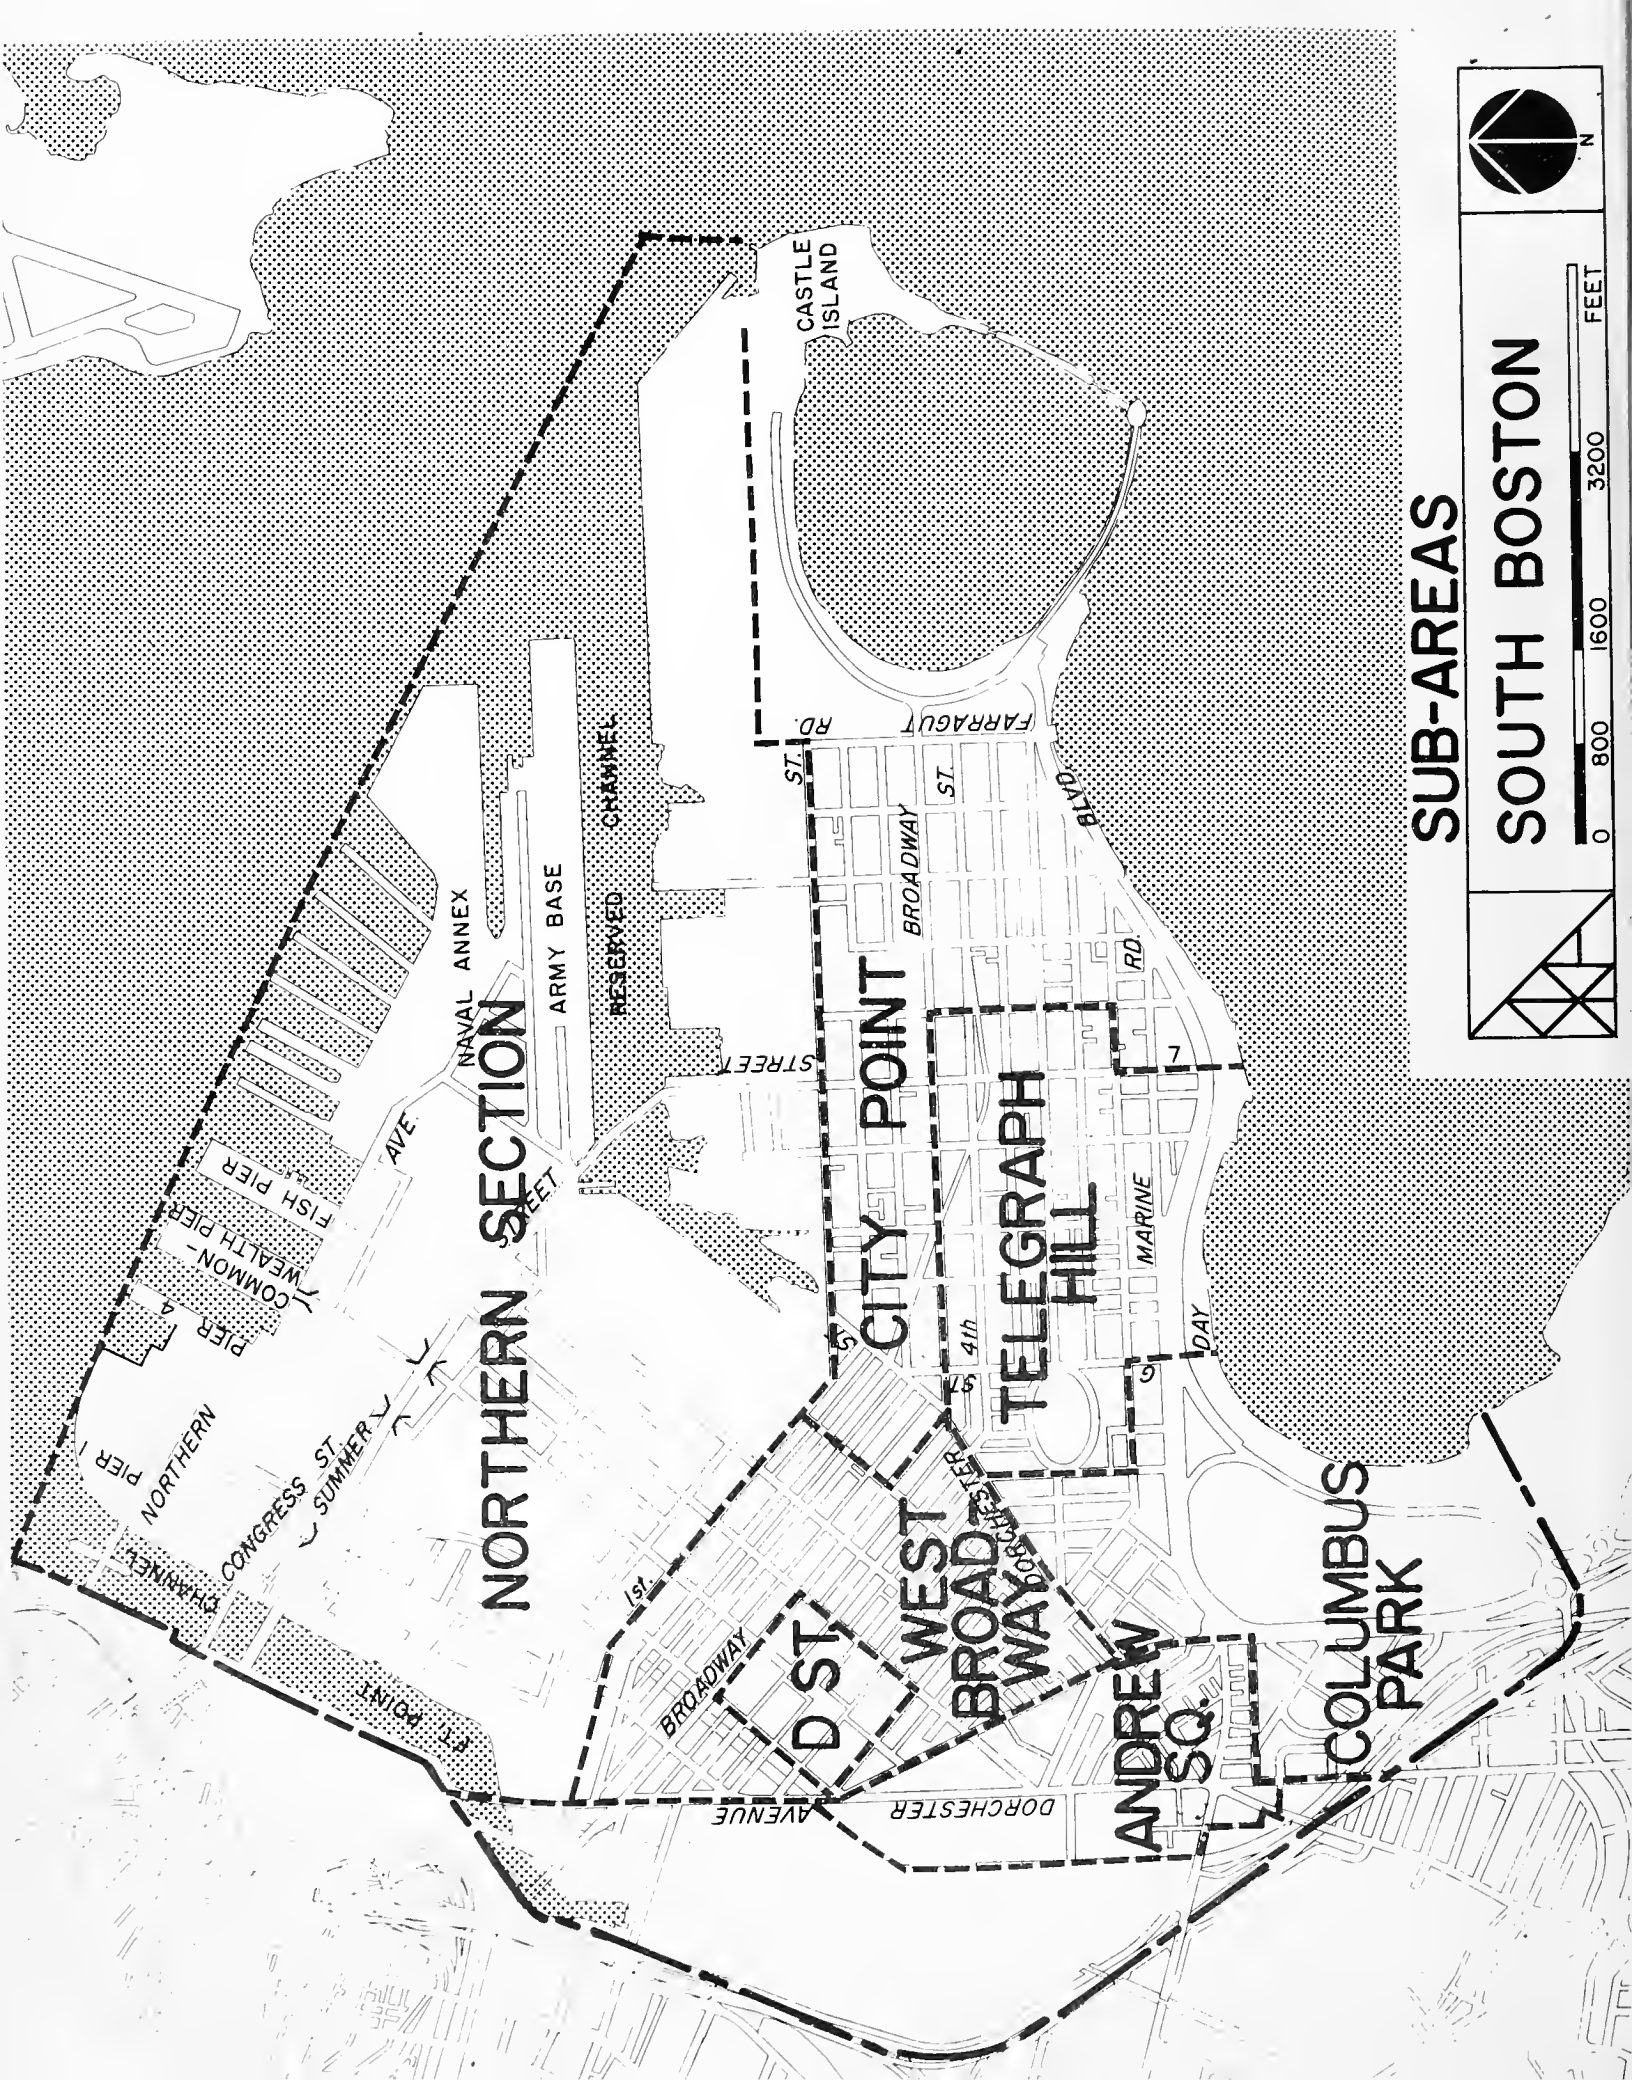 PIER 1
NORTHERN
AVE.
PIER
4
COMMON-
WEALTH PIER
FISH PIER
CONGRESS ST.
SUMMER
STREET
CHANNEL
FT. POINT
NAVAL ANNEX
NORTHERN SECTION
ARMY BASE
RESERVED CHANNEL
STREET
1st.
ST.
ST.
BROADWAY
D ST
WEST
BROAD-
WAY
DORCHESTER
ST.
AVENUE
DORCHESTER
CITY POINT
BROADWAY
4th
ST.
FARRAGUT
RD.
CASTLE
ISLAND
TELEGRAPH
HILL
MARINE
RD.
L
G
DAY
BLVD.
ANDREW
SQ.
COLUMBUS
PARK
SUB-AREAS
SOUTH BOSTON
0 800 1600 3200
FEET
N